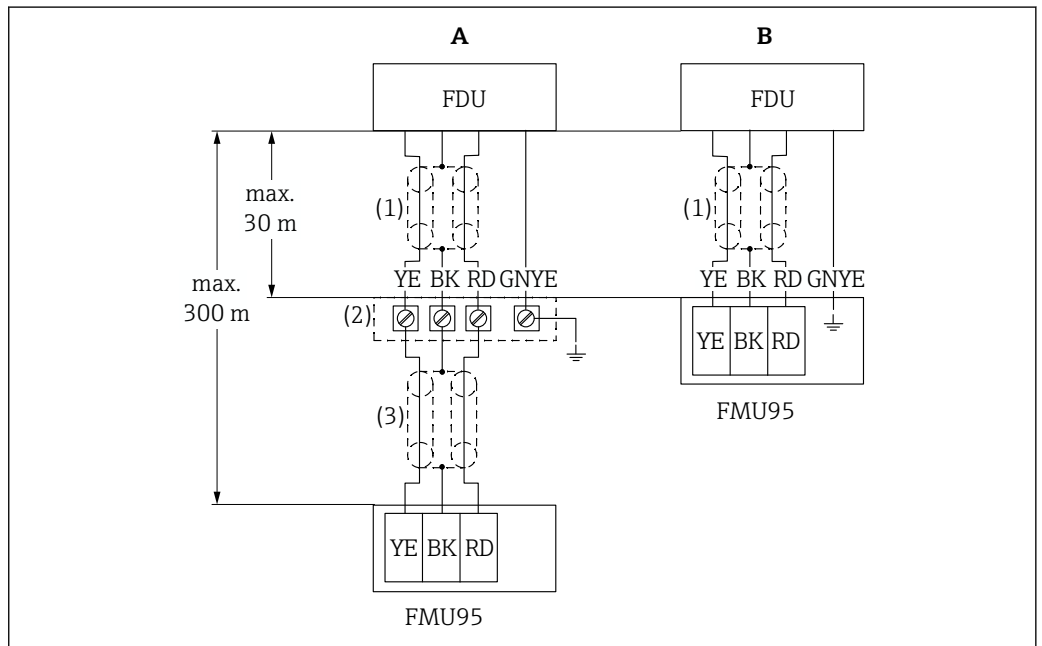 A B
FDU FDU
max.
30 m
(1) (1)
YE BK RD GNYE YE BK RD GNYE
max.
300 m
(2)
YE BK RD
FMU95
(3)
YE BK RD
FMU95